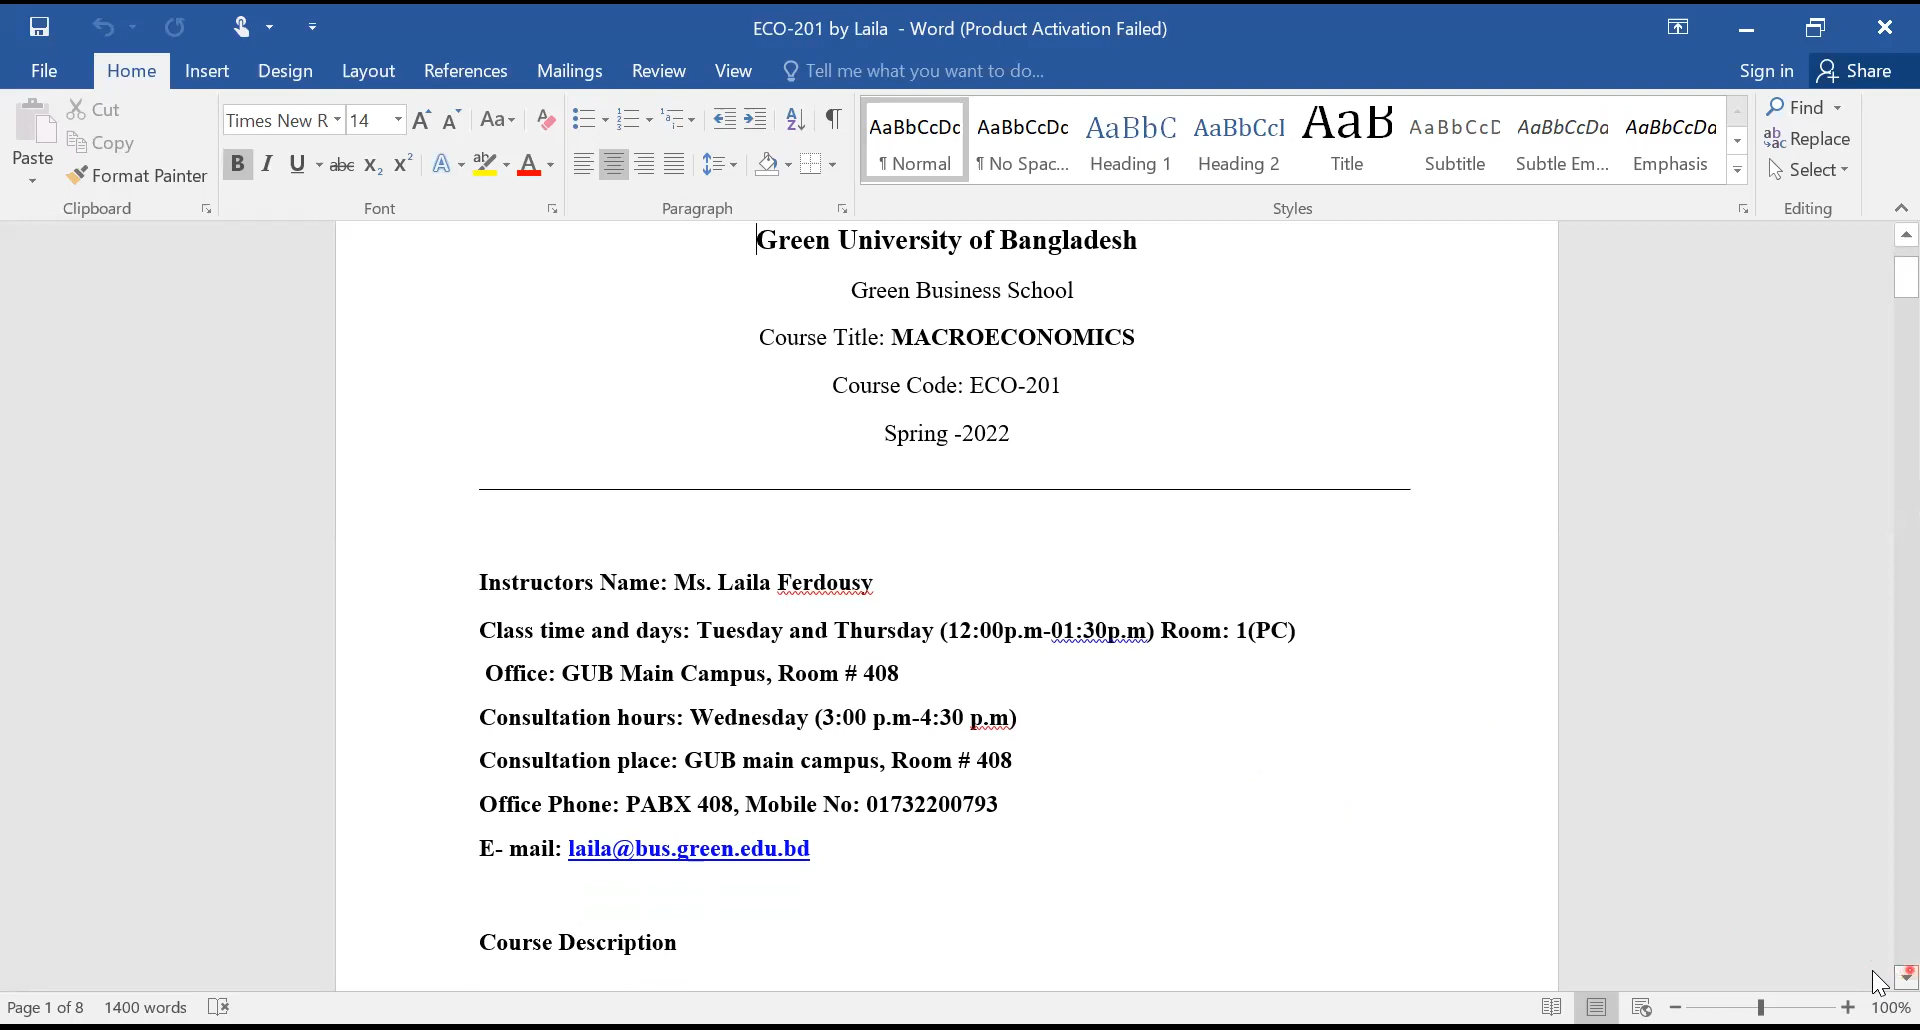 ECO-201 by Laila - Word (Product Activation Failed)
File Home Insert Design Layout References Mailings Review View Tell me what you want to do... Sign in Share
Paste Cut Copy Format Painter Clipboard
Times New R 14 Aa A B I U abc X₂ X² A ab A Font
Paragraph
AaBbCcDc ¶ Normal
AaBbCcDc ¶ No Spac...
AaBbC Heading 1
AaBbCcI Heading 2
AaB Title
AaBbCcD Subtitle
AaBbCcDa Subtle Em...
AaBbCcDa Emphasis
Styles
Find
Replace
Select
Editing
Green University of Bangladesh
Green Business School
Course Title: MACROECONOMICS
Course Code: ECO-201
Spring -2022
Instructors Name: Ms. Laila Ferdousy
Class time and days: Tuesday and Thursday (12:00p.m-01:30p.m) Room: 1(PC)
Office: GUB Main Campus, Room # 408
Consultation hours: Wednesday (3:00 p.m-4:30 p.m)
Consultation place: GUB main campus, Room # 408
Office Phone: PABX 408, Mobile No: 01732200793
E- mail: laila@bus.green.edu.bd
Course Description
Page 1 of 8 1400 words 100%